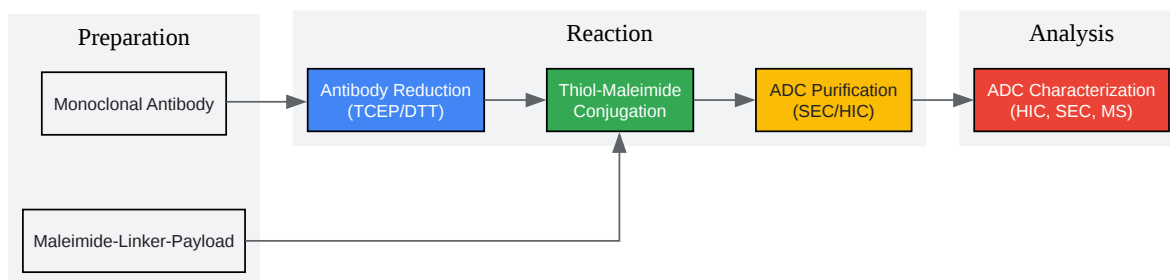 Preparation
Reaction
Analysis
Monoclonal Antibody
Antibody Reduction
(TCEP/DTT)
Thiol-Maleimide
Conjugation
ADC Purification
(SEC/HIC)
ADC Characterization
(HIC, SEC, MS)
Maleimide-Linker-Payload